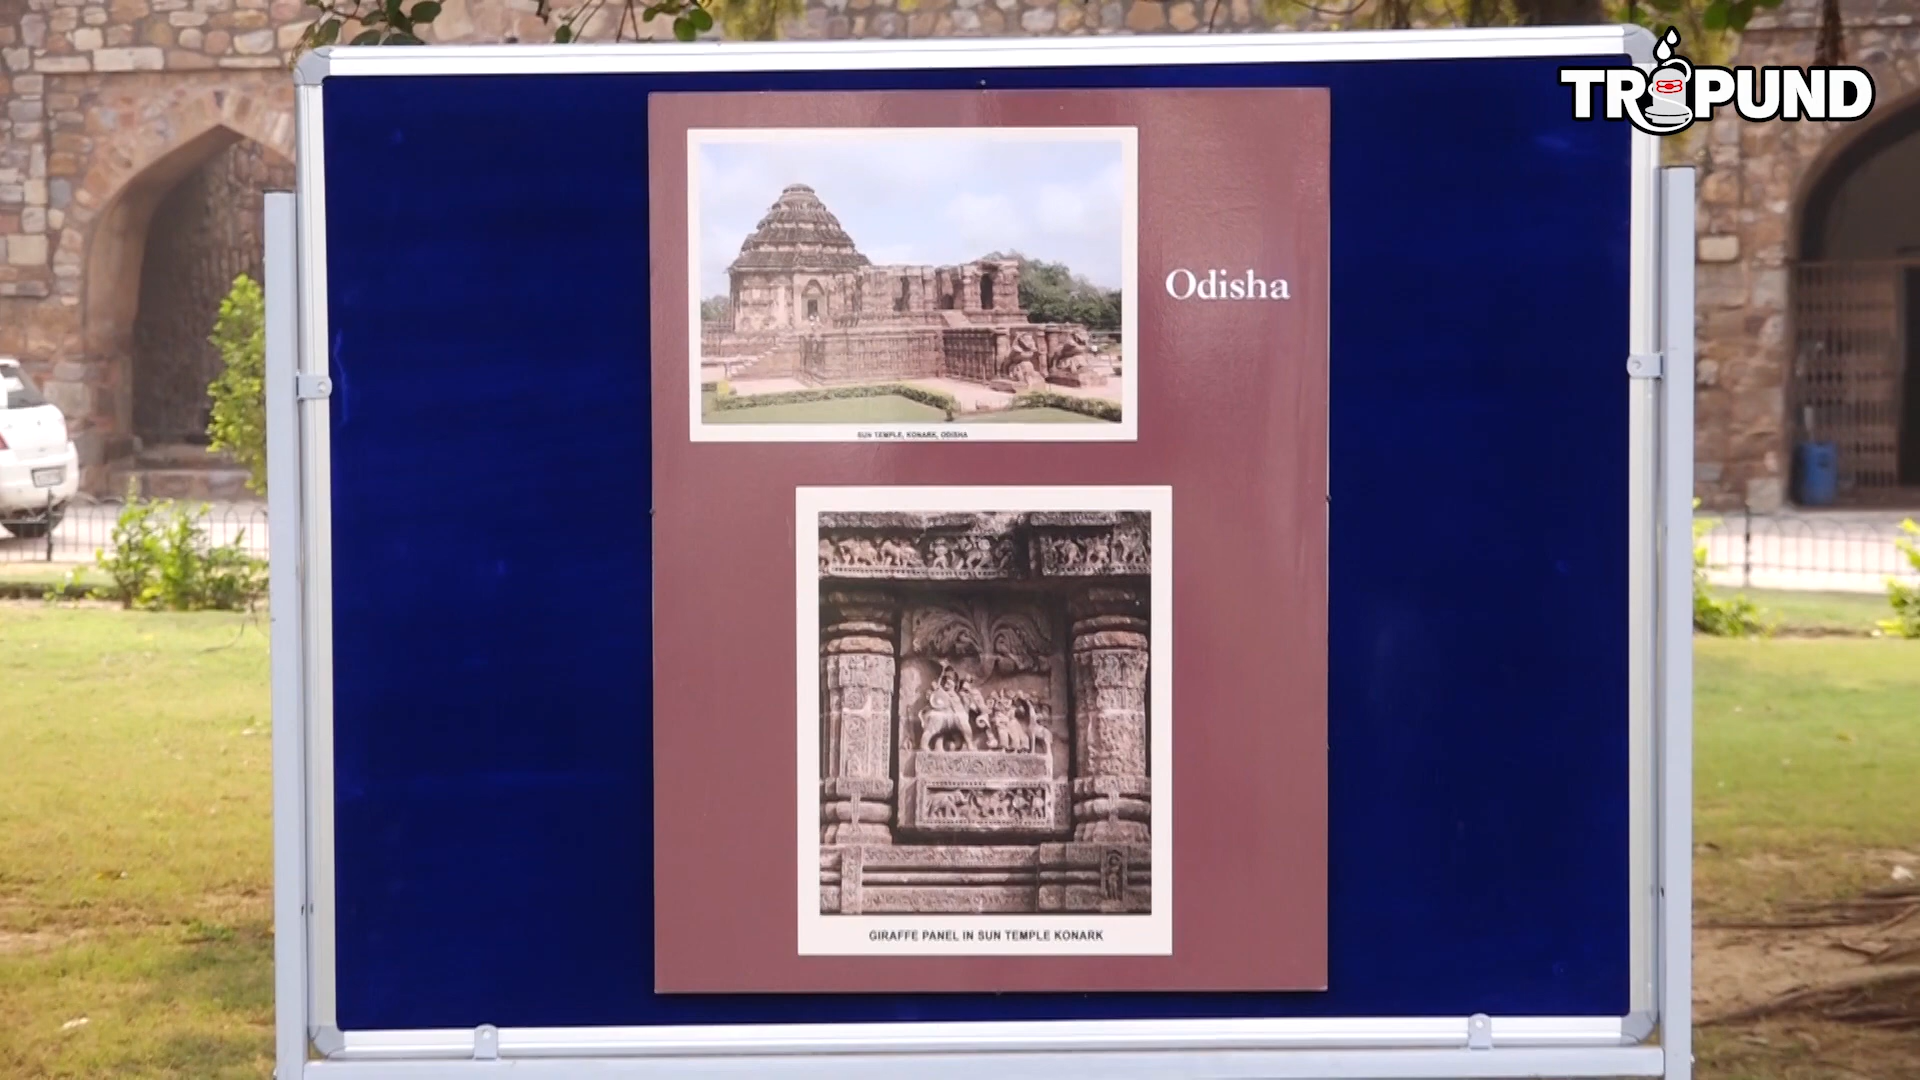 TRIPUND
Odisha
SUN TEMPLE, KONARK, ODISHA
GIRAFFE PANEL IN SUN TEMPLE KONARK